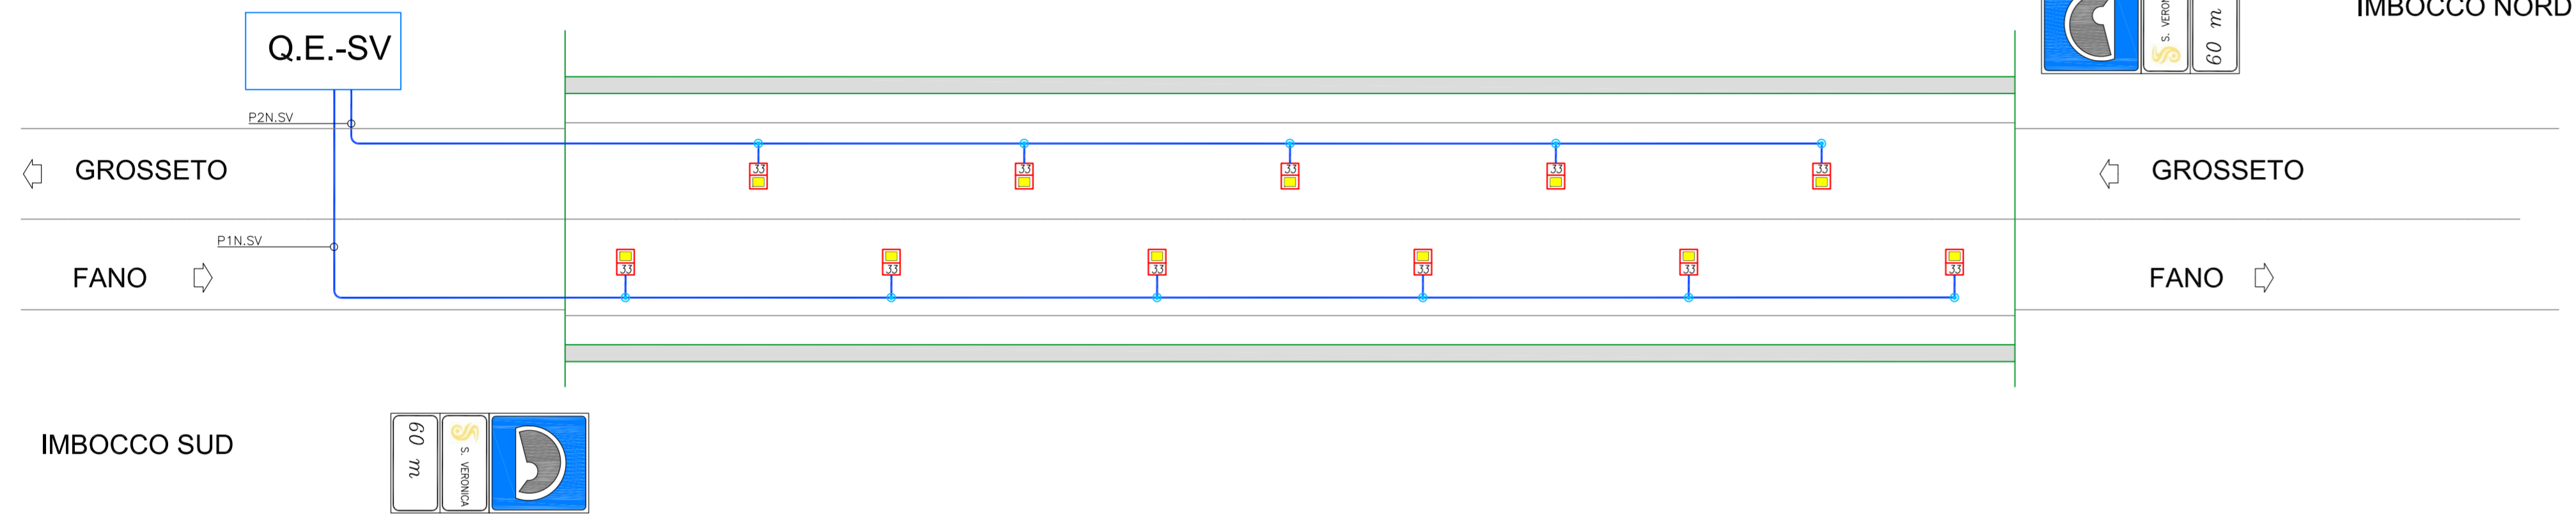 IMBOCCO NORD
S. VERON
60 m
Q.E.-SV
P2N.SV
GROSSETO
GROSSETO
33
33
33
33
33
P1N.SV
FANO
FANO
33
33
33
33
33
33
IMBOCCO SUD
60 m
S. VERONICA